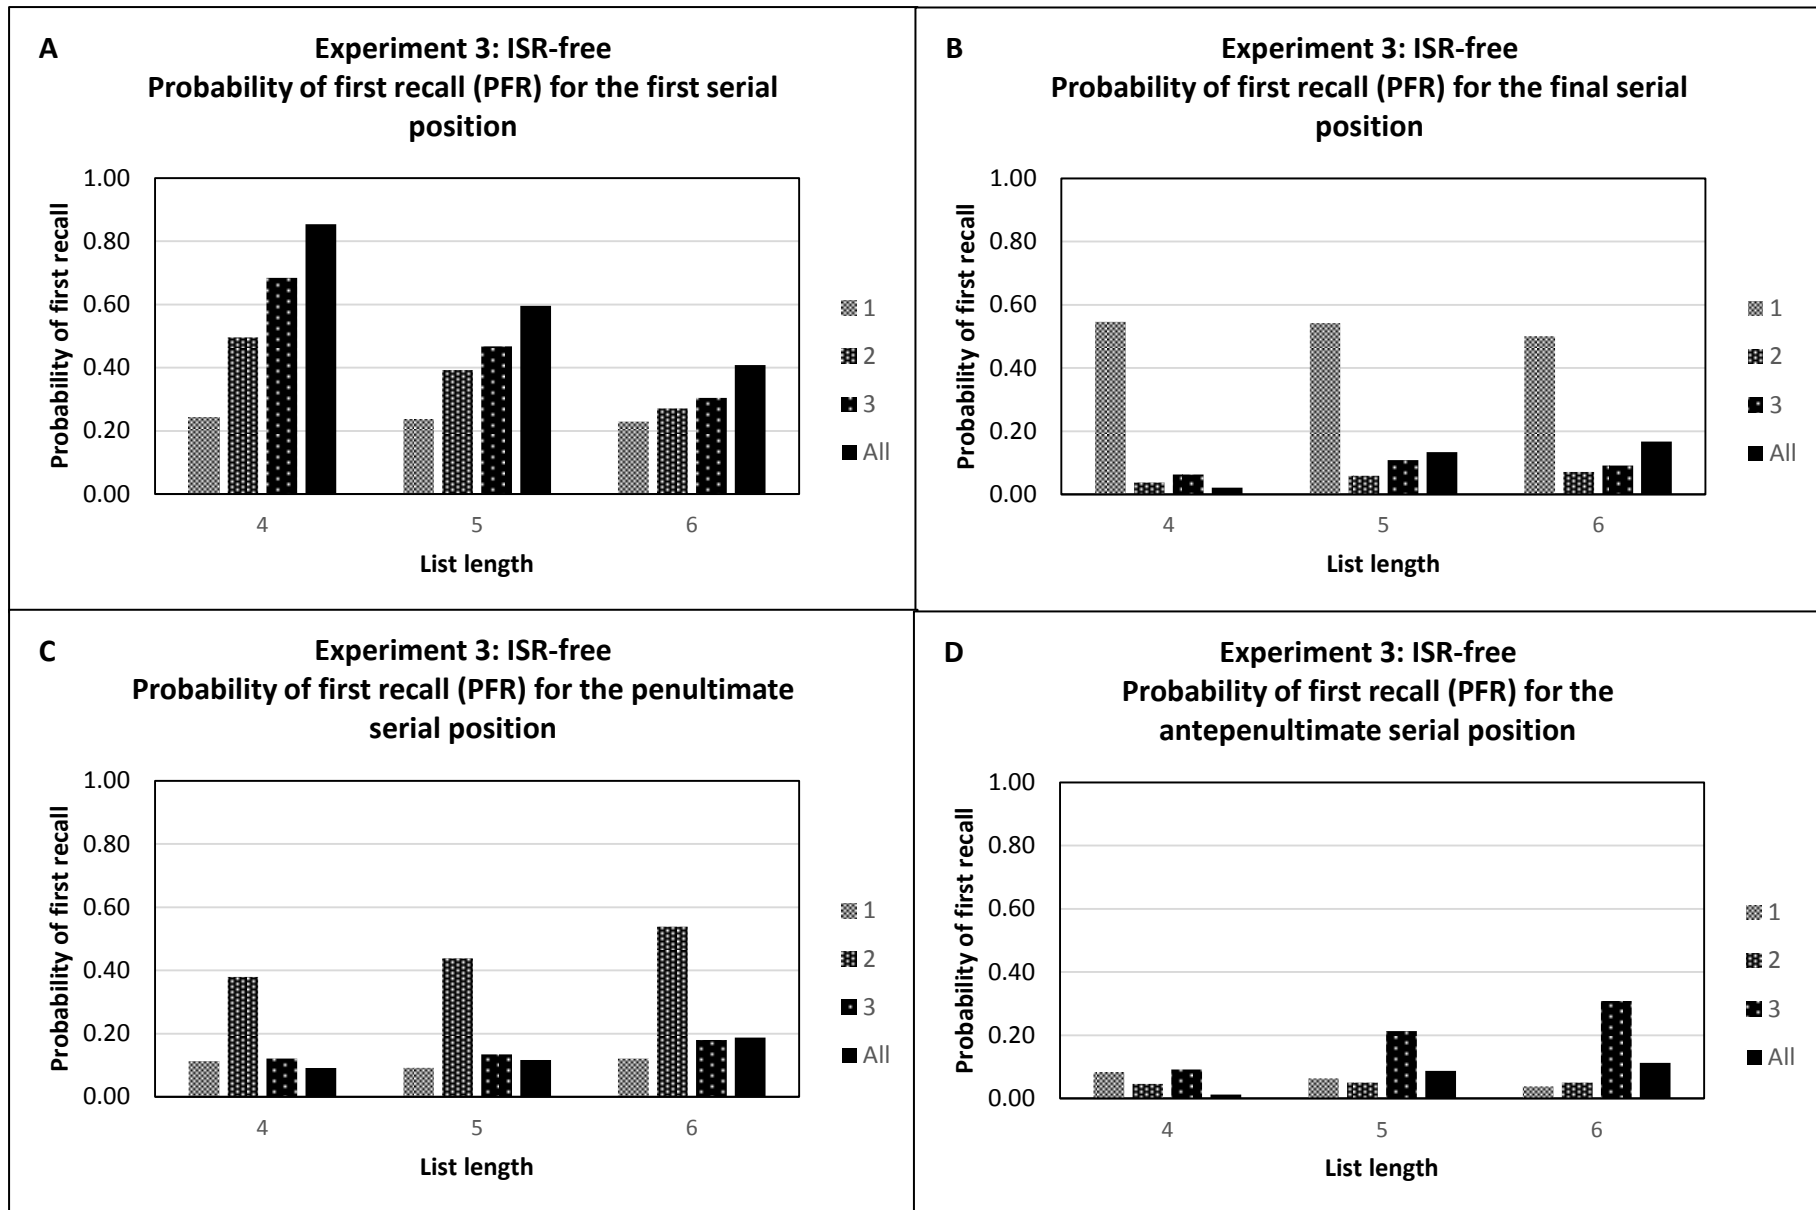 A
Experiment 3: ISR-free
Probability of first recall (PFR) for the first serial
position
Probability of first recall
1.00
0.80
0.60
0.40
0.20
0.00
4
5
6
List length
1
2
3
All
B
Experiment 3: ISR-free
Probability of first recall (PFR) for the final serial
position
Probability of first recall
1.00
0.80
0.60
0.40
0.20
0.00
4
5
6
List length
1
2
3
All
C
Experiment 3: ISR-free
Probability of first recall (PFR) for the penultimate
serial position
Probability of first recall
1.00
0.80
0.60
0.40
0.20
0.00
4
5
6
List length
1
2
3
All
D
Experiment 3: ISR-free
Probability of first recall (PFR) for the
antepenultimate serial position
Probability of first recall
1.00
0.80
0.60
0.40
0.20
0.00
4
5
6
List length
1
2
3
All